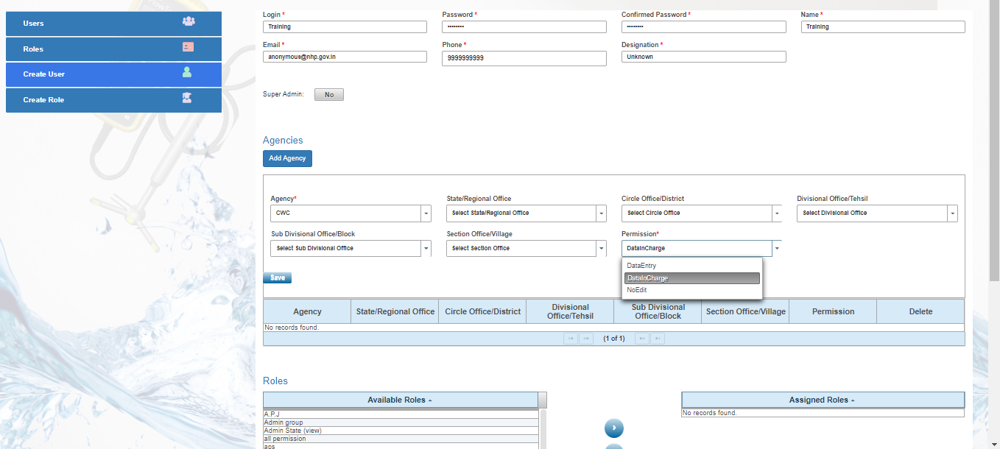 Users
Roles
Create User
Create Role
Login * Password * Confirmed Password * Name *
Training •••••••• •••••••• Training
Email * Phone * Designation *
anonymous@nhp.gov.in 9999999999 Unknown
Super Admin: No
Agencies
Add Agency
Agency* State/Regional Office Circle Office/District Divisional Office/Tehsil
CWC Select State/Regional Office Select Circle Office Select Divisional Office
Sub Divisional Office/Block Section Office/Village Permission*
Select Sub Divisional Office Select Section Office DataInCharge
DataEntry
DataInCharge
NoEdit
Save
Agency State/Regional Office Circle Office/District Divisional Office/Tehsil Sub Divisional Office/Block Section Office/Village Permission Delete
No records found.
(1 of 1)
Roles
Available Roles Assigned Roles
A.P.J No records found.
Admin group
Admin State (view)
all permission
aps